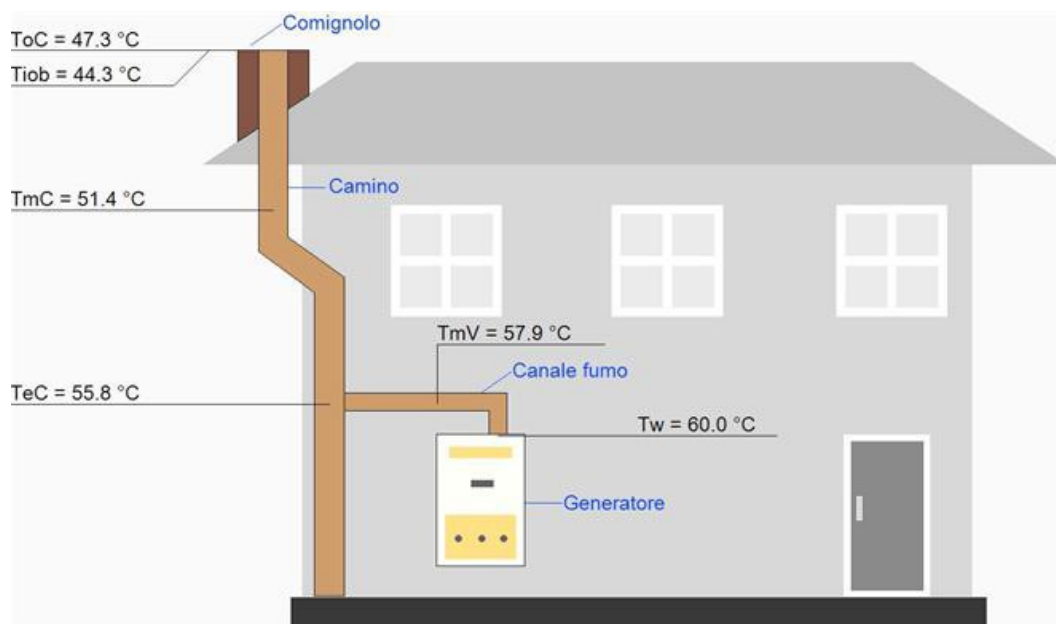 Comignolo
ToC = 47.3 °C
Tiob = 44.3 °C
TmC = 51.4 °C
Camino
TmV = 57.9 °C
Canale fumo
TeC = 55.8 °C
Tw = 60.0 °C
Generatore